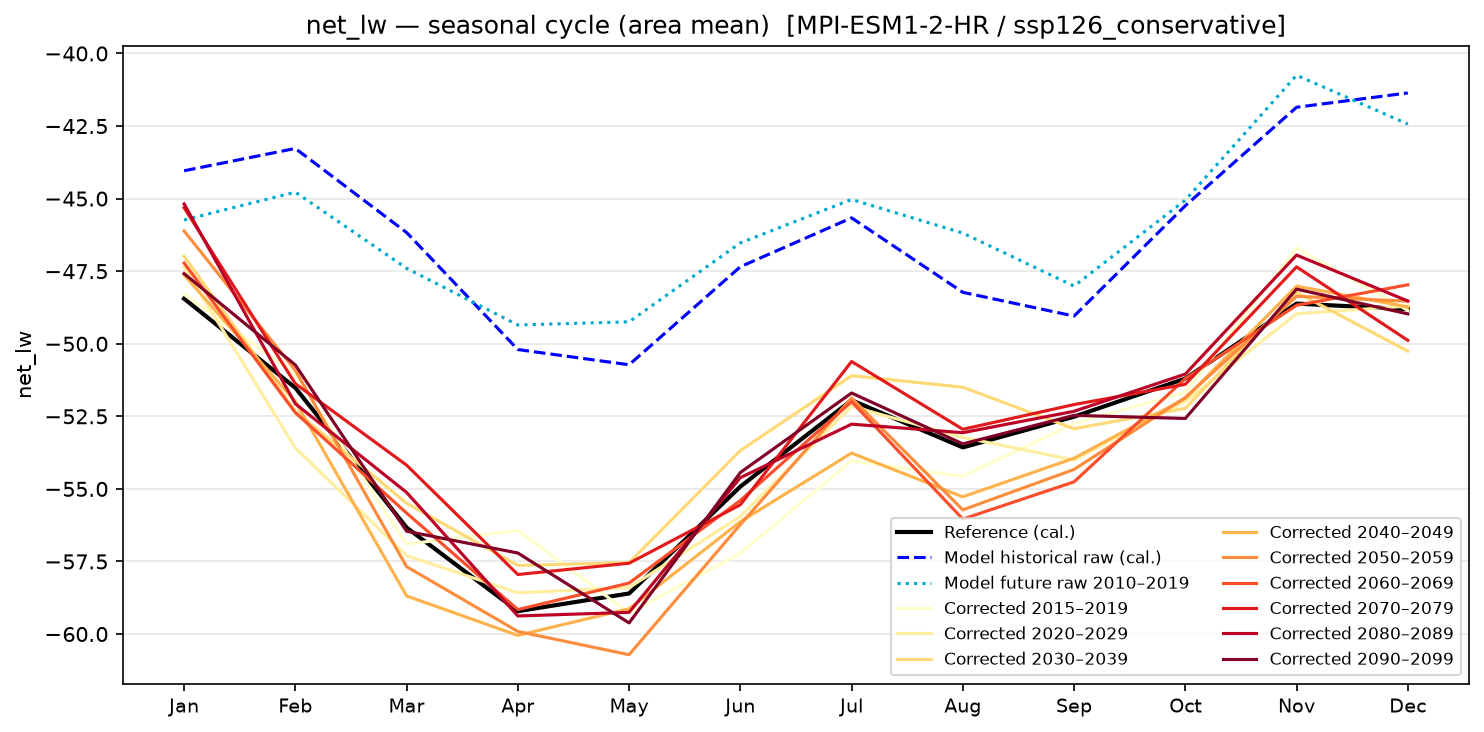 net_lw — seasonal cycle (area mean)  [MPI-ESM1-2-HR / ssp126_conservative]
net_lw
−40.0
−42.5
−45.0
−47.5
−50.0
−52.5
−55.0
−57.5
−60.0
Jan Feb Mar Apr May Jun Jul Aug Sep Oct Nov Dec
Reference (cal.)
Model historical raw (cal.)
Model future raw 2010–2019
Corrected 2015–2019
Corrected 2020–2029
Corrected 2030–2039
Corrected 2040–2049
Corrected 2050–2059
Corrected 2060–2069
Corrected 2070–2079
Corrected 2080–2089
Corrected 2090–2099